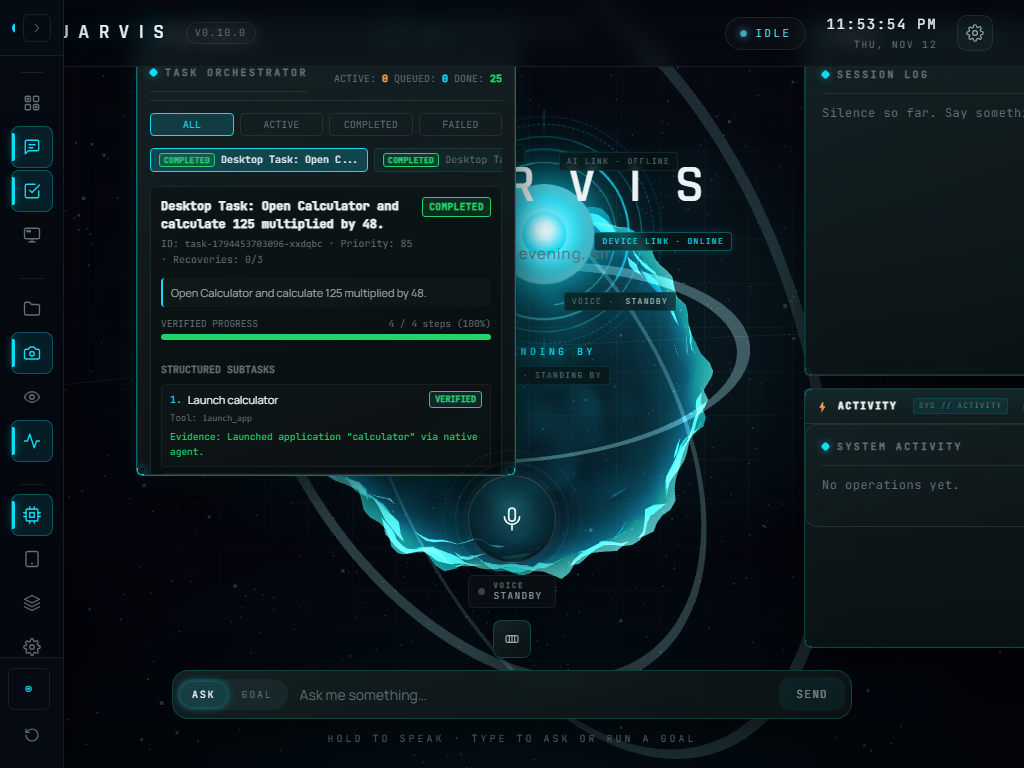 JARVIS
V0.10.0
IDLE
11:53:54 PM
THU, NOV 12
TASK ORCHESTRATOR
ACTIVE: 0 QUEUED: 0 DONE: 25
ALL
ACTIVE
COMPLETED
FAILED
COMPLETED Desktop Task: Open C...
COMPLETED Desktop Ta
Desktop Task: Open Calculator and
calculate 125 multiplied by 48.
COMPLETED
ID: task-1794453703096-xxdqbc · Priority: 85
· Recoveries: 0/3
Open Calculator and calculate 125 multiplied by 48.
VERIFIED PROGRESS
4 / 4 steps (100%)
STRUCTURED SUBTASKS
1. Launch calculator
VERIFIED
Tool: launch_app
Evidence: Launched application "calculator" via native
agent.
AI LINK · OFFLINE
R V I S
DEVICE LINK · ONLINE
evening, sir
VOICE · STANDBY
NDING BY
· STANDING BY
VOICE
STANDBY
SESSION LOG
Silence so far. Say someth
ACTIVITY
SYS // ACTIVITY
SYSTEM ACTIVITY
No operations yet.
ASK
GOAL
Ask me something...
SEND
HOLD TO SPEAK · TYPE TO ASK OR RUN A GOAL